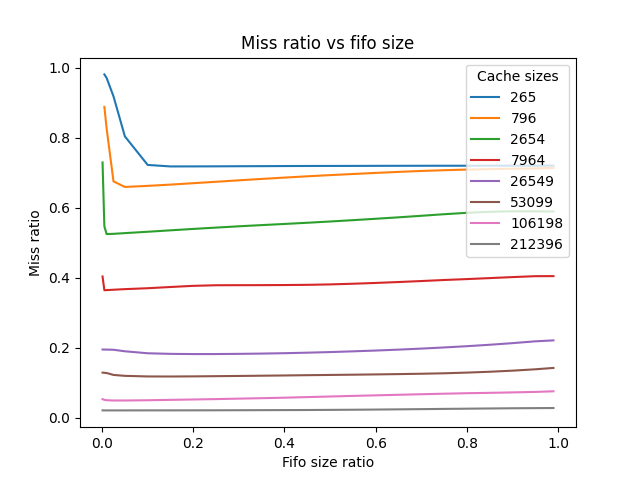 Miss ratio vs fifo size
Cache sizes
265
796
2654
7964
26549
53099
106198
212396
Miss ratio
1.0
0.8
0.6
0.4
0.2
0.0
0.0 0.2 0.4 0.6 0.8 1.0
Fifo size ratio